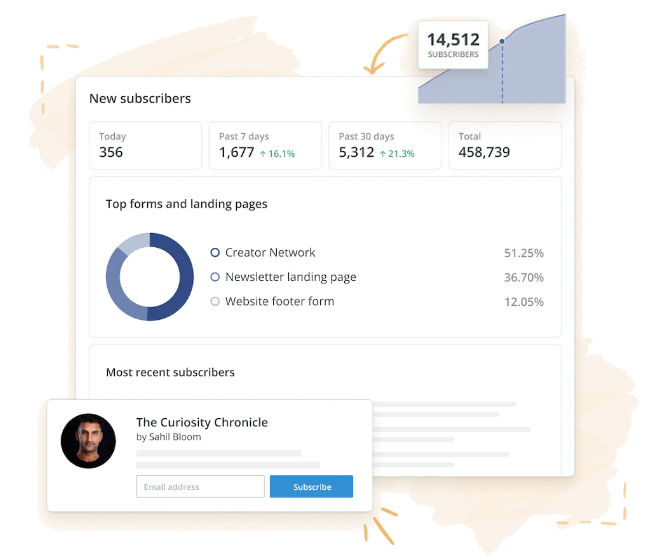 14,512
SUBSCRIBERS
New subscribers
Today
356
Past 7 days
1,677 ↑ 16.1%
Past 30 days
5,312 ↑ 21.3%
Total
458,739
Top forms and landing pages
Creator Network 51.25%
Newsletter landing page 36.70%
Website footer form 12.05%
Most recent subscribers
The Curiosity Chronicle
by Sahil Bloom
Email address
Subscribe